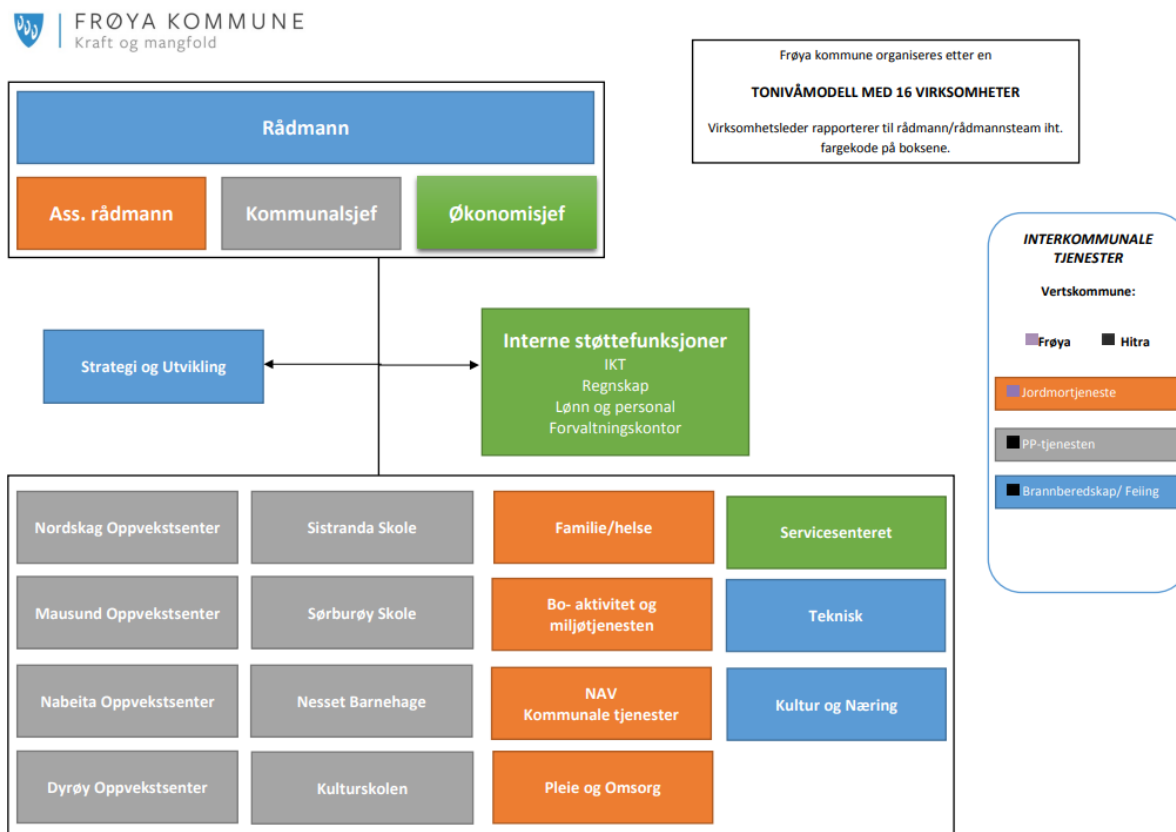 FRØYA KOMMUNE
Kraft og mangfold
Frøya kommune organiseres etter en
TONIVÅMODELL MED 16 VIRKSOMHETER
Virksomhetsleder rapporterer til rådmann/rådmannsteam iht.
fargekode på boksene.
Rådmann
Ass. rådmann
Kommunalsjef
Økonomisjef
Strategi og Utvikling
Interne støttefunksjoner
IKT
Regnskap
Lønn og personal
Forvaltningskontor
INTERKOMMUNALE
TJENESTER
Vertskommune:
Frøya
Hitra
Jordmortjeneste
PP-tjenesten
Brannberedskap/ Feiing
Nordskag Oppvekstsenter
Sistranda Skole
Familie/helse
Servicesenteret
Mausund Oppvekstsenter
Sørburøy Skole
Bo- aktivitet og
miljøtjenesten
Teknisk
Nabeita Oppvekstsenter
Nesset Barnehage
NAV
Kommunale tjenester
Kultur og Næring
Dyrøy Oppvekstsenter
Kulturskolen
Pleie og Omsorg